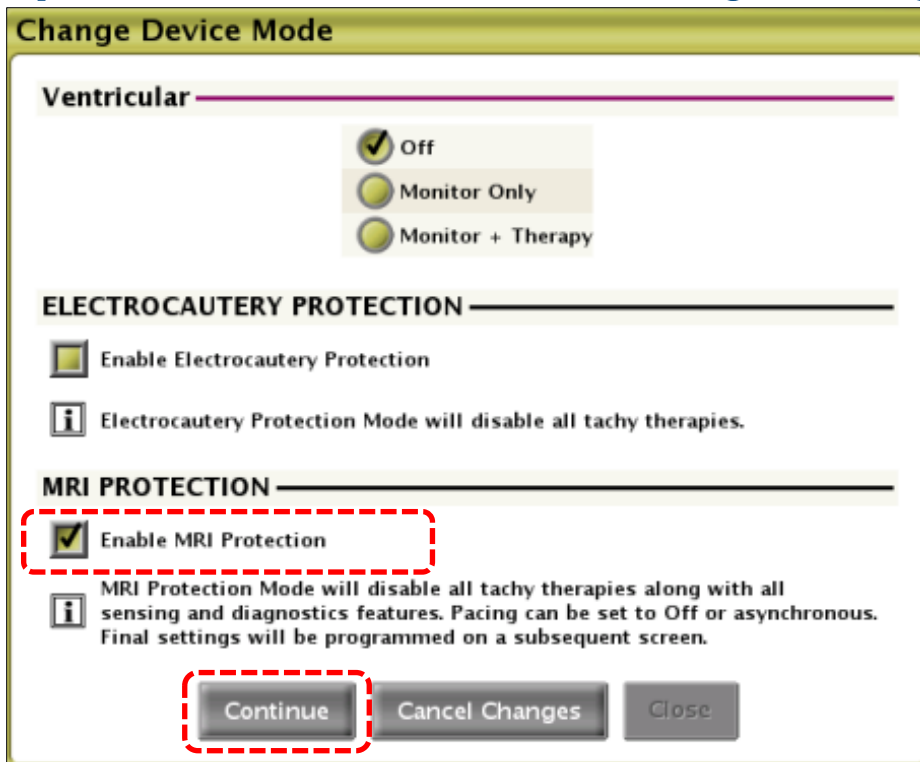 Change Device Mode
Ventricular
Off
Monitor Only
Monitor + Therapy
ELECTROCAUTERY PROTECTION
Enable Electrocautery Protection
i Electrocautery Protection Mode will disable all tachy therapies.
MRI PROTECTION
Enable MRI Protection
MRI Protection Mode will disable all tachy therapies along with all
i sensing and diagnostics features. Pacing can be set to Off or asynchronous.
Final settings will be programmed on a subsequent screen.
Continue Cancel Changes Close